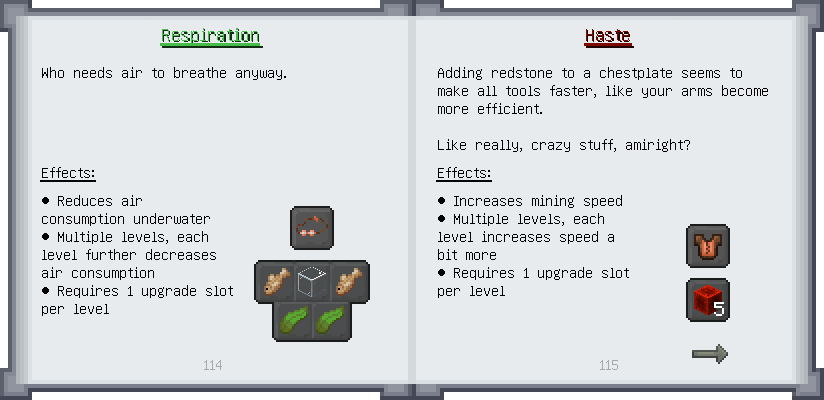 Respiration
Who needs air to breathe anyway.
Effects:
• Reduces air
consumption underwater
• Multiple levels, each
level further decreases
air consumption
• Requires 1 upgrade slot
per level
114
Haste
Adding redstone to a chestplate seems to
make all tools faster, like your arms become
more efficient.
Like really, crazy stuff, amiright?
Effects:
• Increases mining speed
• Multiple levels, each
level increases speed a
bit more
• Requires 1 upgrade slot
per level
5
115